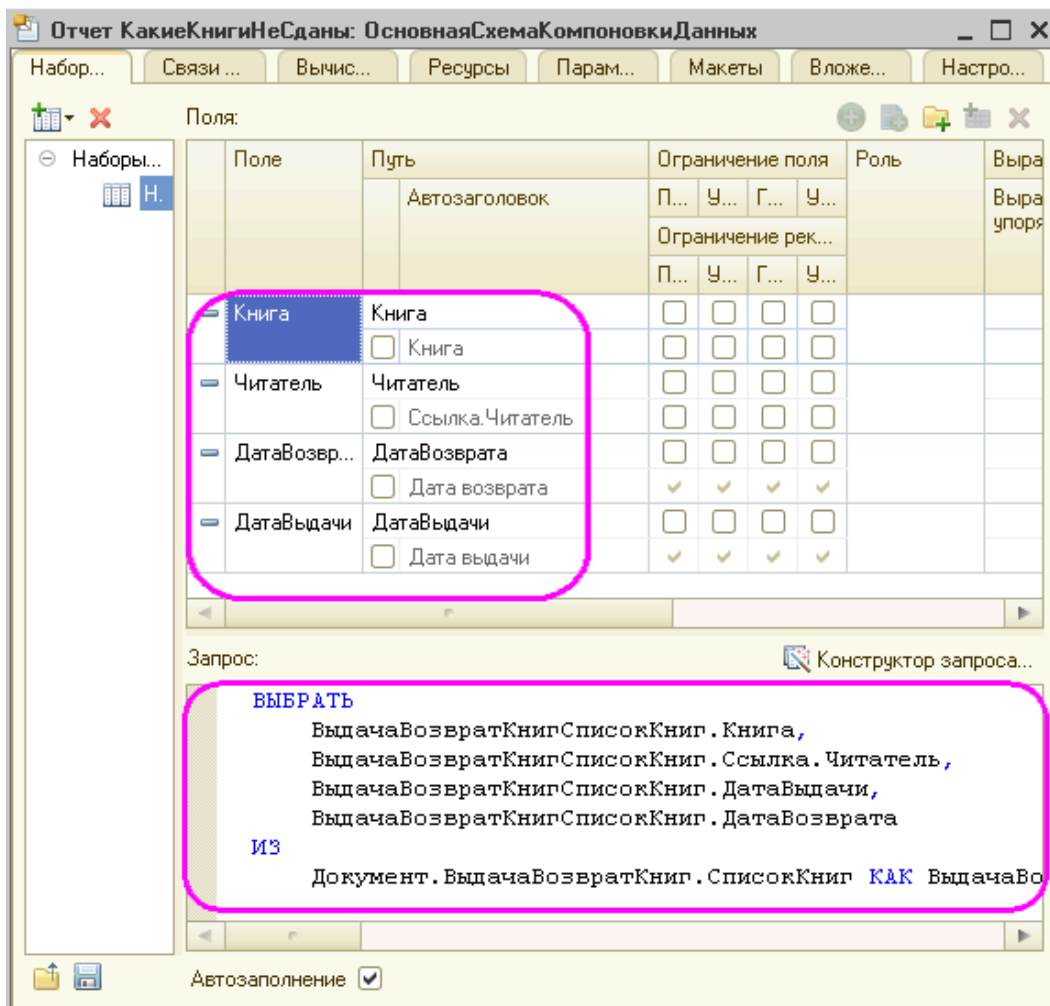 Отчет КакиеКнигиНеСданы: ОсновнаяСхемаКомпоновкиДанных
Набор... Связи ... Вычис... Ресурсы Парам... Макеты Вложе... Настро...
Поля:
Наборы... Поле Путь Ограничение поля Роль Выра
Н. Автозаголовок П... У... Г... У... Выра
упоря
Ограничение рек...
П... У... Г... У...
Книга Книга
Книга
Читатель Читатель
Ссылка.Читатель
ДатаВозвр... ДатаВозврата
Дата возврата
ДатаВыдачи ДатаВыдачи
Дата выдачи
Запрос: Конструктор запроса...
ВЫБРАТЬ
ВыдачаВозвратКнигСписокКниг.Книга,
ВыдачаВозвратКнигСписокКниг.Ссылка.Читатель,
ВыдачаВозвратКнигСписокКниг.ДатаВыдачи,
ВыдачаВозвратКнигСписокКниг.ДатаВозврата
ИЗ
Документ.ВыдачаВозвратКниг.СписокКниг КАК ВыдачаВо
Автозаполнение